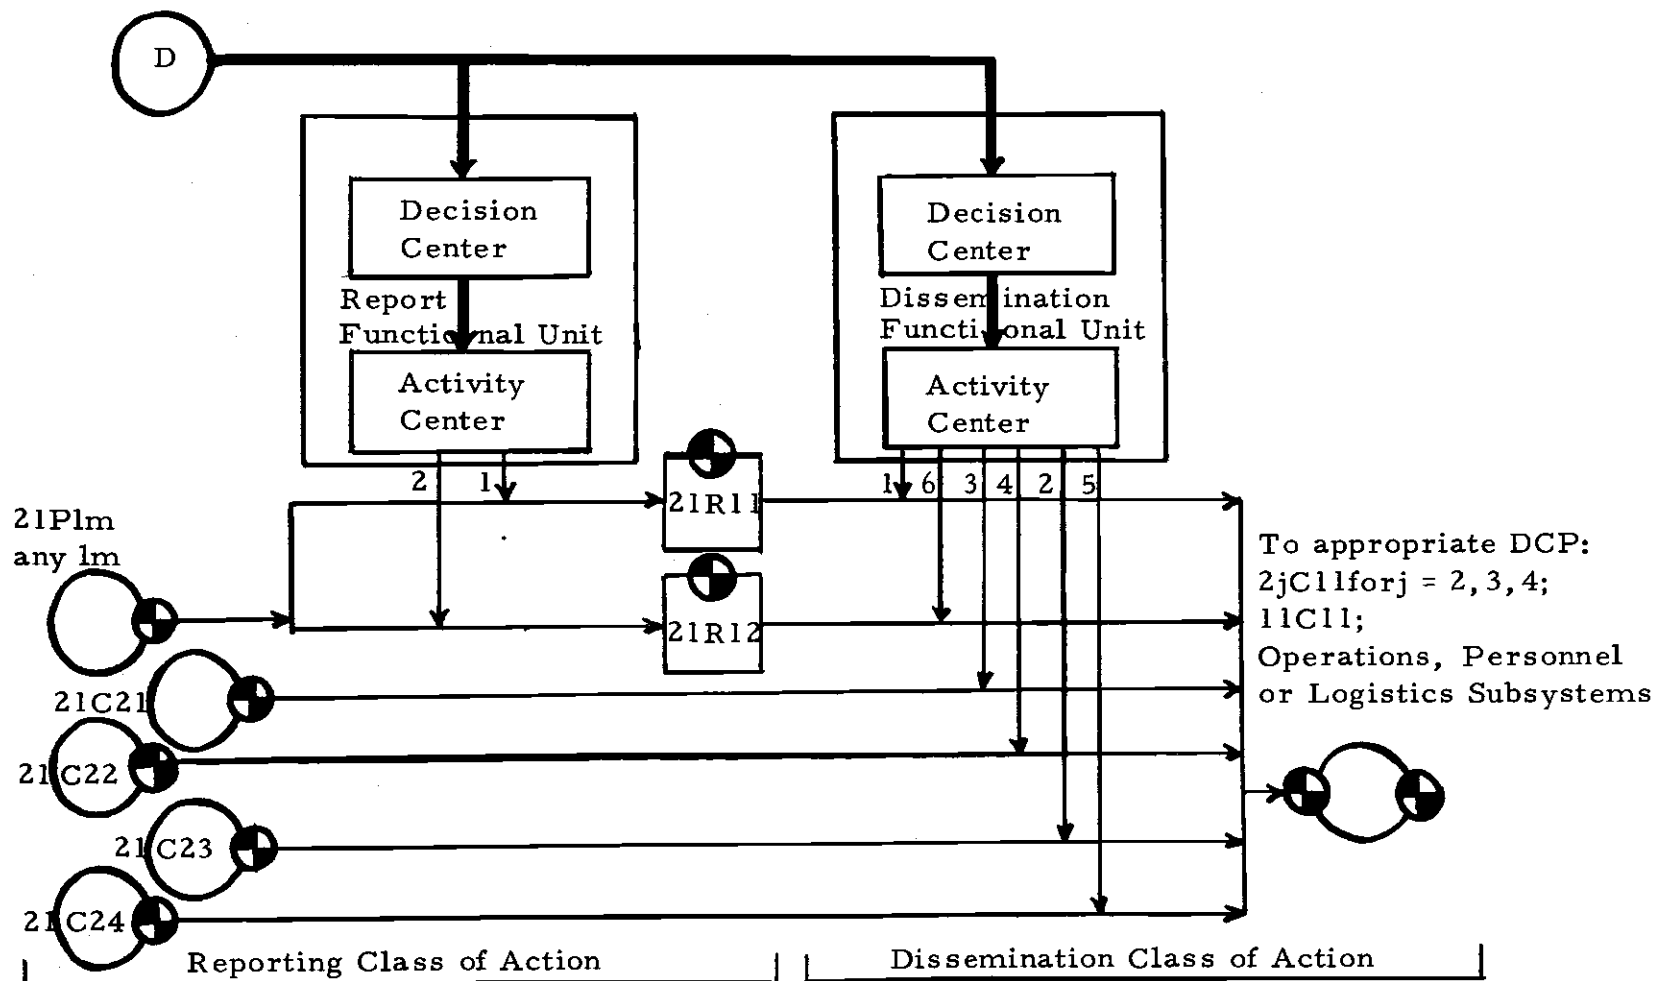 D
Decision
Center
Report
Functional Unit
Activity
Center
2 1
Decision
Center
Dissemination
Functional Unit
Activity
Center
1 6 3 4 2 5
21P1m
any 1m
21R11
21R12
21C21
21C22
21C23
21C24
To appropriate DCP:
2jC11forj = 2,3,4;
11C11;
Operations, Personnel
or Logistics Subsystems
Reporting Class of Action
Dissemination Class of Action